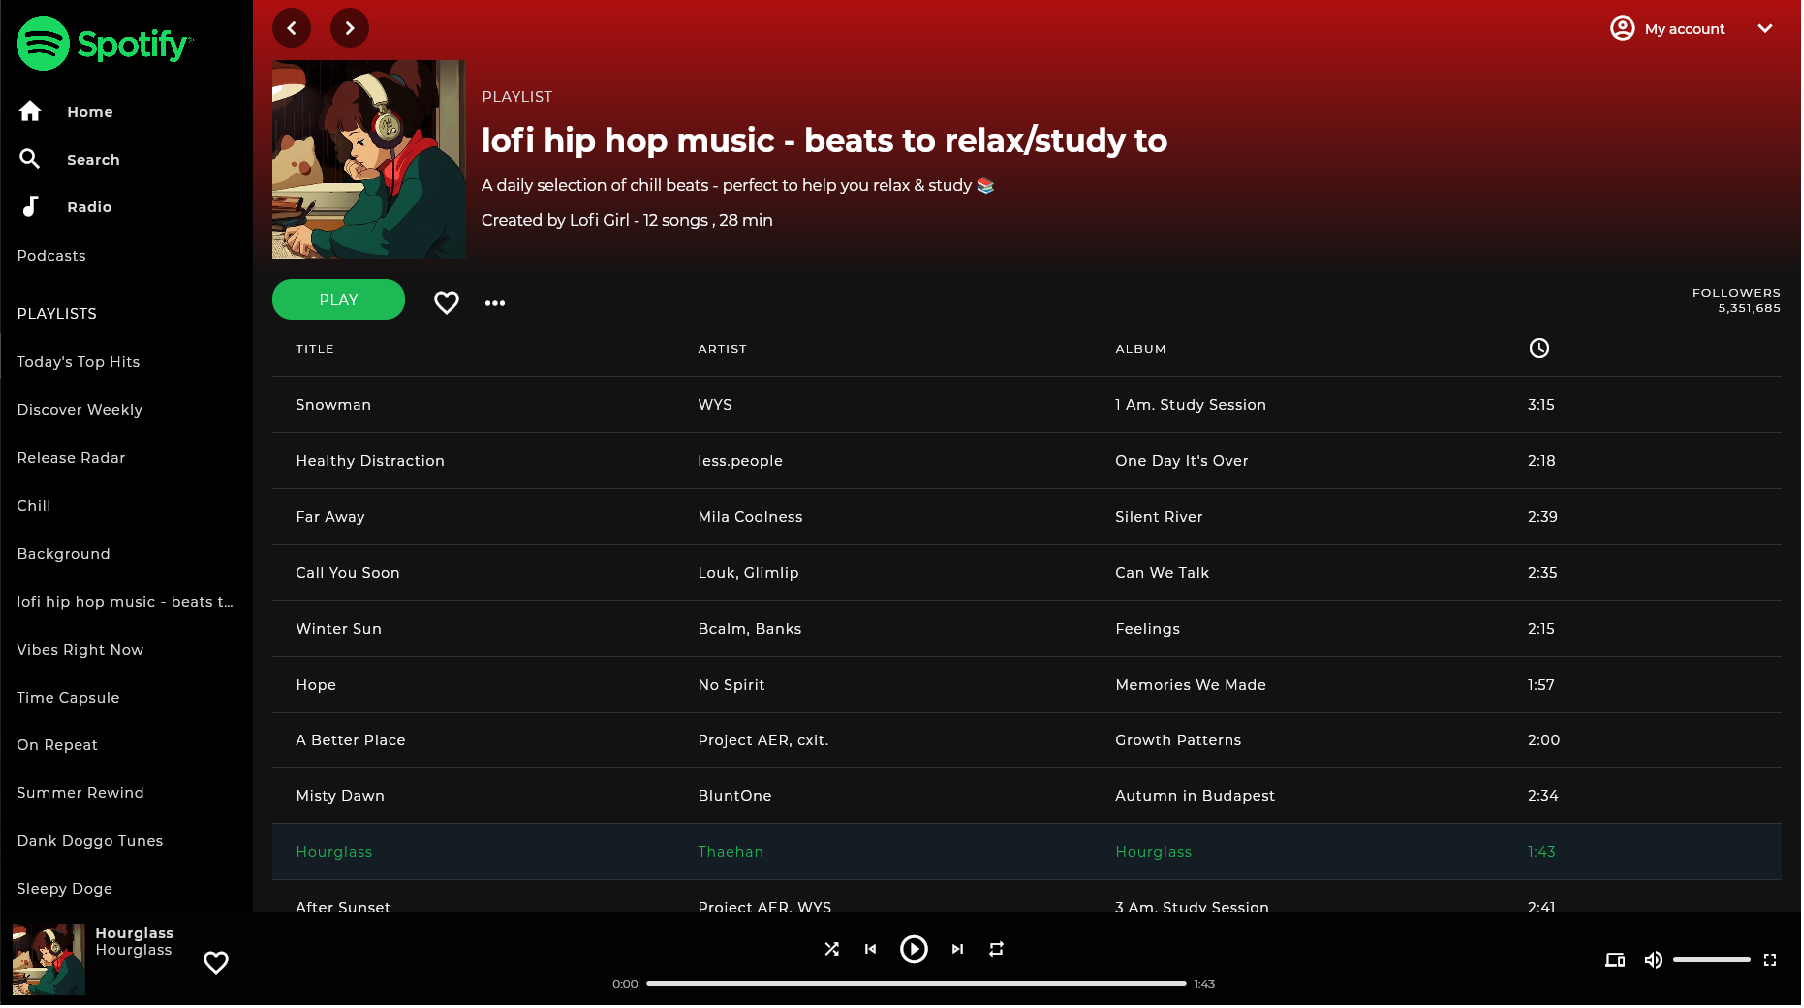 Spotify
Home
Search
Radio
Podcasts
PLAYLISTS
Today's Top Hits
Discover Weekly
Release Radar
Chill
Background
lofi hip hop music - beats t...
Vibes Right Now
Time Capsule
On Repeat
Summer Rewind
Dank Doggo Tunes
Sleepy Doge
My account
PLAYLIST
lofi hip hop music - beats to relax/study to
A daily selection of chill beats - perfect to help you relax & study 📚
Created by Lofi Girl - 12 songs , 28 min
PLAY
FOLLOWERS
5,351,685
TITLE ARTIST ALBUM
Snowman WYS 1 Am. Study Session 3:15
Healthy Distraction less.people One Day It's Over 2:18
Far Away Mila Coolness Silent River 2:39
Call You Soon Louk, Glimlip Can We Talk 2:35
Winter Sun Bcalm, Banks Feelings 2:15
Hope No Spirit Memories We Made 1:57
A Better Place Project AER, cxlt. Growth Patterns 2:00
Misty Dawn BluntOne Autumn in Budapest 2:34
Hourglass Thaehan Hourglass 1:43
After Sunset Project AER, WYS 3 Am. Study Session 2:41
Hourglass
Hourglass
0:00 1:43